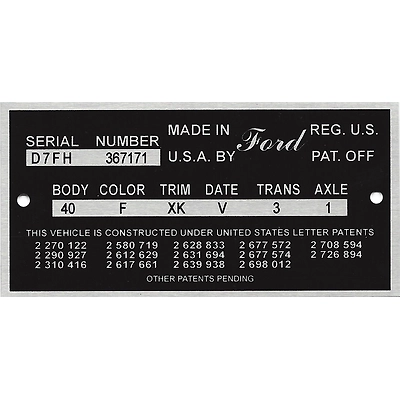 MADE IN Ford REG. U.S.
SERIAL NUMBER
D7FH 367171 U.S.A. BY PAT. OFF
BODY COLOR TRIM DATE TRANS AXLE
40 F XK V 3 1
THIS VEHICLE IS CONSTRUCTED UNDER UNITED STATES LETTER PATENTS
2 270 122 2 580 719 2 628 833 2 677 572 2 708 594
2 290 927 2 612 629 2 631 694 2 677 574 2 726 894
2 310 416 2 617 661 2 639 938 2 698 012
OTHER PATENTS PENDING